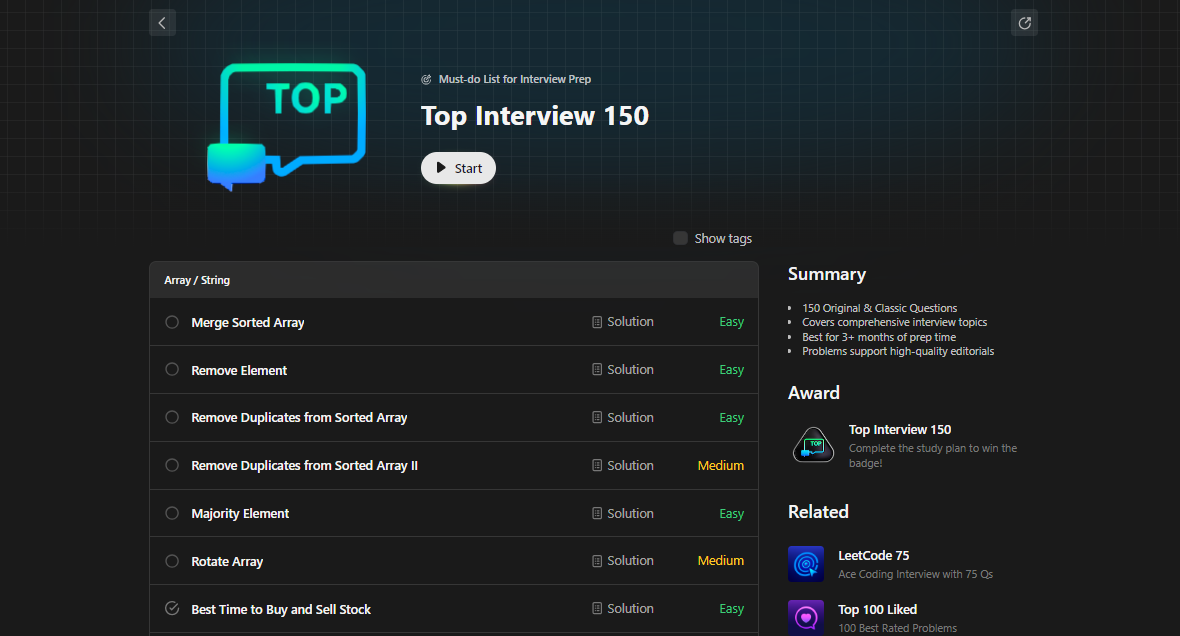 TOP
Must-do List for Interview Prep
Top Interview 150
Start
Show tags
Array / String
Merge Sorted Array Solution Easy
Remove Element Solution Easy
Remove Duplicates from Sorted Array Solution Easy
Remove Duplicates from Sorted Array II Solution Medium
Majority Element Solution Easy
Rotate Array Solution Medium
Best Time to Buy and Sell Stock Solution Easy
Summary
• 150 Original & Classic Questions
• Covers comprehensive interview topics
• Best for 3+ months of prep time
• Problems support high-quality editorials
Award
TOP
Top Interview 150
Complete the study plan to win the
badge!
Related
LeetCode 75
Ace Coding Interview with 75 Qs
Top 100 Liked
100 Best Rated Problems